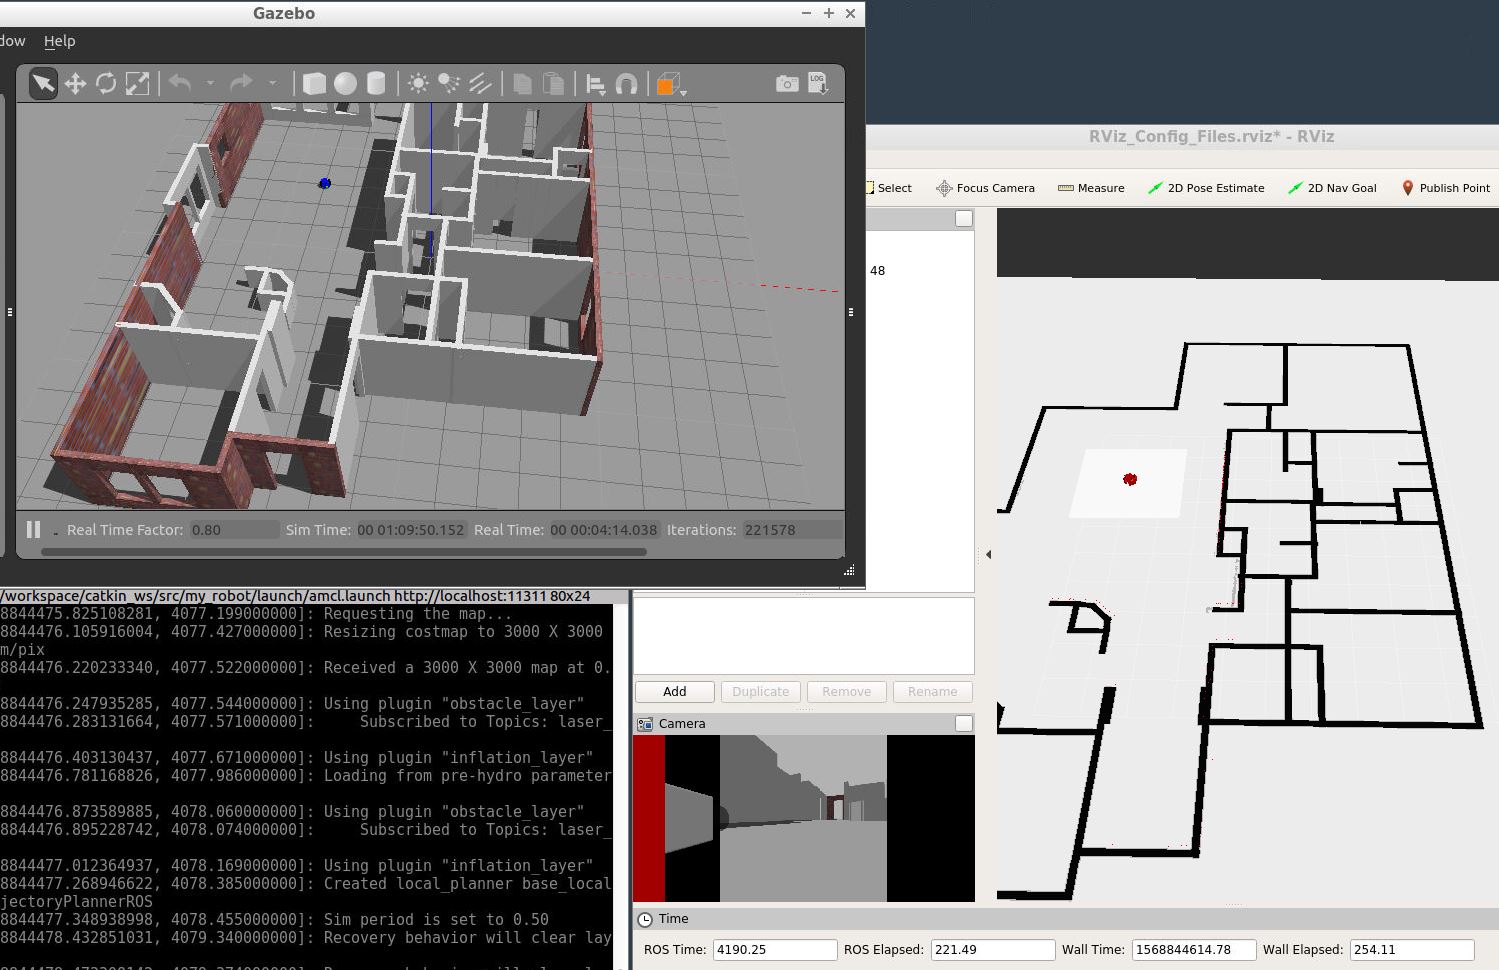 Gazebo
dow Help
LOG
Real Time Factor: 0.80 Sim Time: 00 01:09:50.152 Real Time: 00 00:04:14.038 Iterations: 221578
RViz_Config_Files.rviz* - RViz
Select Focus Camera Measure 2D Pose Estimate 2D Nav Goal Publish Point
48
/workspace/catkin_ws/src/my_robot/launch/amcl.launch http://localhost:11311 80x24
8844475.825108281, 4077.199000000]: Requesting the map...
8844476.105916004, 4077.427000000]: Resizing costmap to 3000 X 3000
m/pix
8844476.220233340, 4077.522000000]: Received a 3000 X 3000 map at 0.
8844476.247935285, 4077.544000000]: Using plugin "obstacle_layer"
8844476.283131664, 4077.571000000]:     Subscribed to Topics: laser_
8844476.403130437, 4077.671000000]: Using plugin "inflation_layer"
8844476.781168826, 4077.986000000]: Loading from pre-hydro parameter
8844476.873589885, 4078.060000000]: Using plugin "obstacle_layer"
8844476.895228742, 4078.074000000]:     Subscribed to Topics: laser_
8844477.012364937, 4078.169000000]: Using plugin "inflation_layer"
8844477.268946622, 4078.385000000]: Created local_planner base_local
jectoryPlannerROS
8844477.348938998, 4078.455000000]: Sim period is set to 0.50
8844478.432851031, 4079.340000000]: Recovery behavior will clear lay
Add Duplicate Remove Rename
Camera
Time
ROS Time: 4190.25 ROS Elapsed: 221.49 Wall Time: 1568844614.78 Wall Elapsed: 254.11